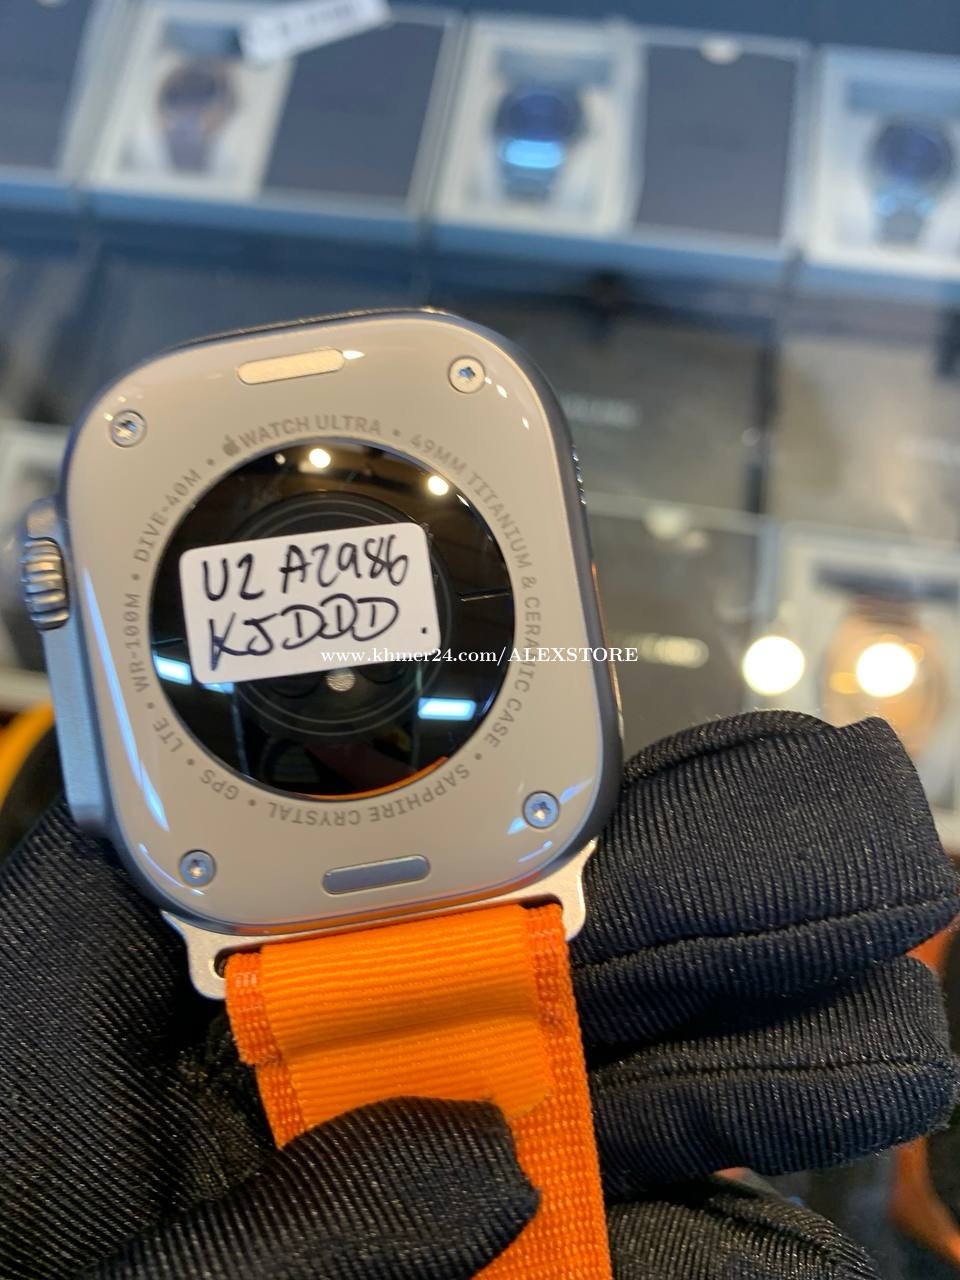 WATCH ULTRA • 49MM TITANIUM & CERAMIC CASE • SAPPHIRE CRYSTAL • GPS • LTE • WR-100M • DIVE-40M •
U2 A2986
KJDDD.
www.khmer24.com/ALEXSTORE